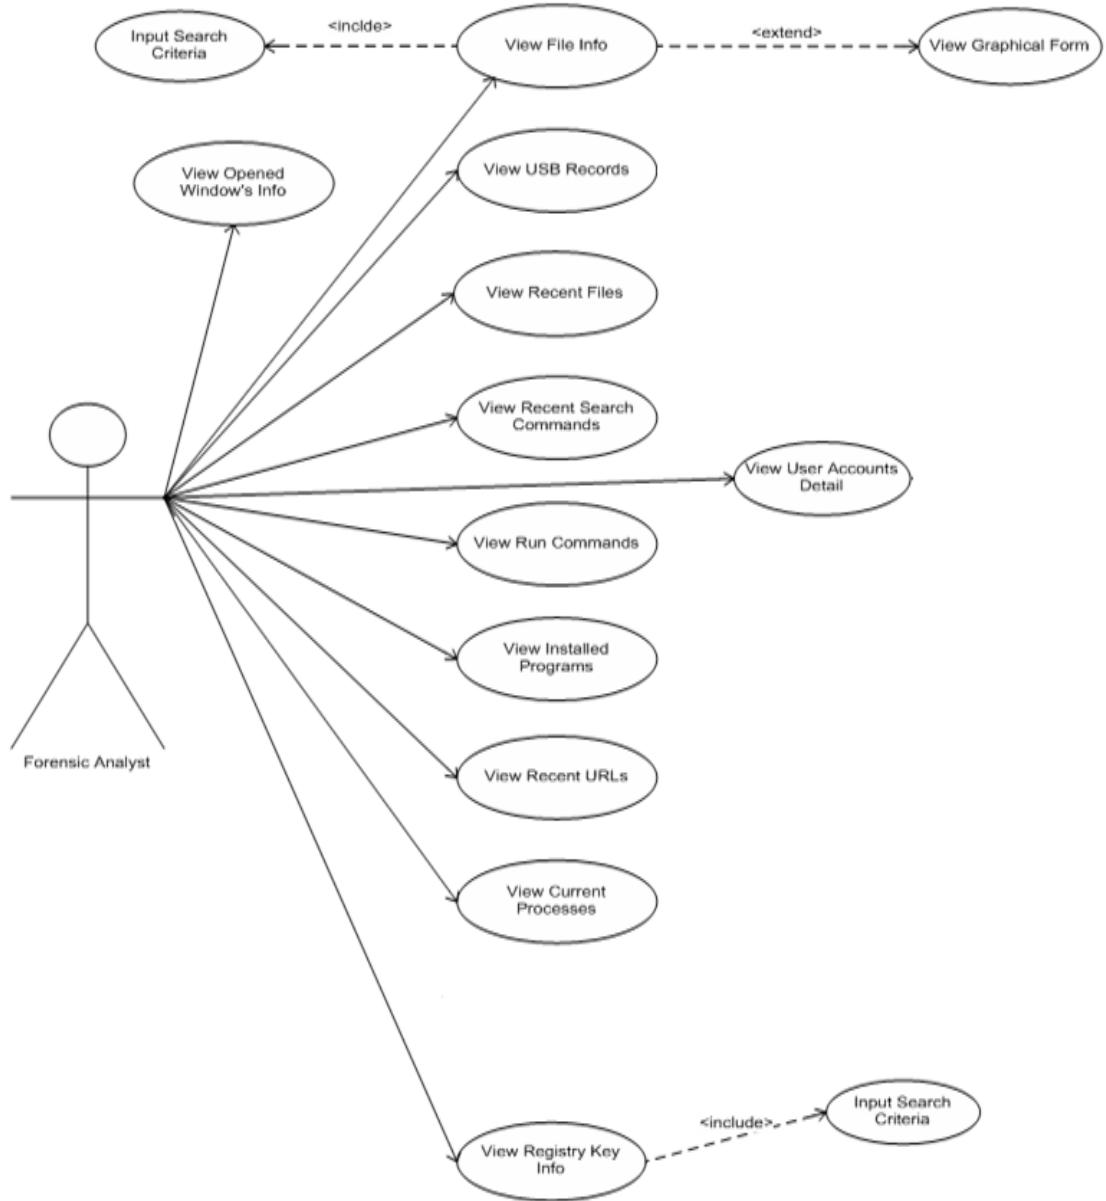 Input Search
Criteria
<inclde>
View File Info
<extend>
View Graphical Form
View Opened
Window's Info
View USB Records
View Recent Files
View Recent Search
Commands
View User Accounts
Detail
View Run Commands
View Installed
Programs
Forensic Analyst
View Recent URLs
View Current
Processes
Input Search
Criteria
<include>
View Registry Key
Info